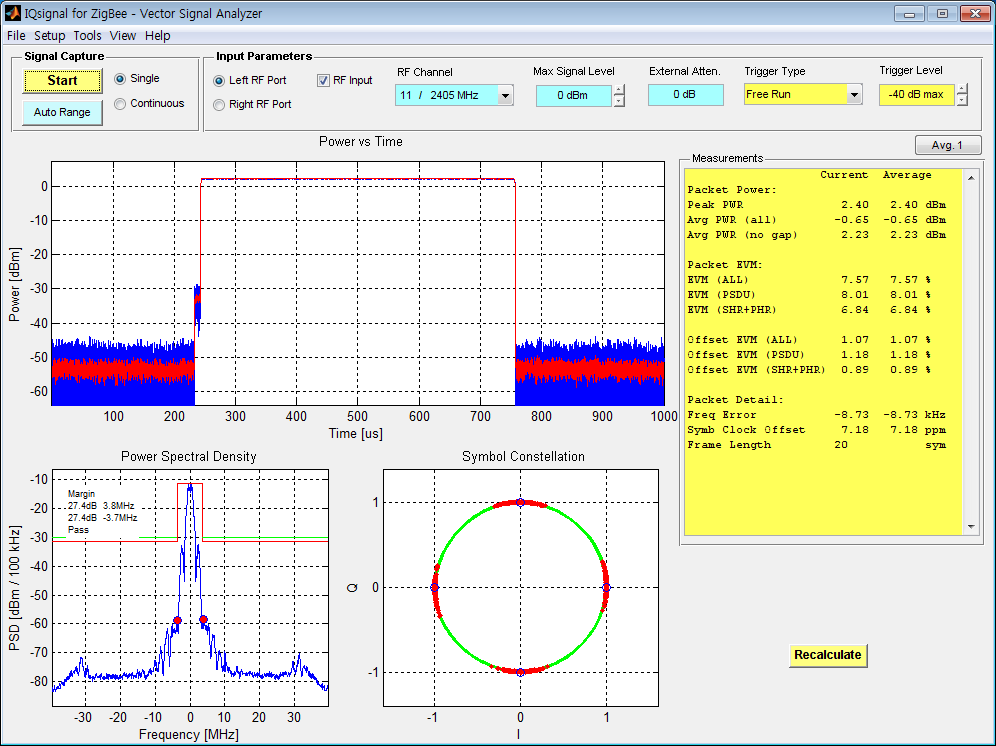 IQsignal for ZigBee - Vector Signal Analyzer
File Setup Tools View Help
Signal Capture
Start
Single
Auto Range
Continuous
Input Parameters
Left RF Port
Right RF Port
RF Input
RF Channel
11 / 2405 MHz
Max Signal Level
0 dBm
External Atten.
0 dB
Trigger Type
Free Run
Trigger Level
-40 dB max
Avg. 1
Power vs Time
Power [dBm]
0
-10
-20
-30
-40
-50
-60
100 200 300 400 500 600 700 800 900 1000
Time [us]
Measurements
Current Average
Packet Power:
Peak PWR 2.40 2.40 dBm
Avg PWR (all) -0.65 -0.65 dBm
Avg PWR (no gap) 2.23 2.23 dBm
Packet EVM:
EVM (ALL) 7.57 7.57 %
EVM (PSDU) 8.01 8.01 %
EVM (SHR+PHR) 6.84 6.84 %
Offset EVM (ALL) 1.07 1.07 %
Offset EVM (PSDU) 1.18 1.18 %
Offset EVM (SHR+PHR) 0.89 0.89 %
Packet Detail:
Freq Error -8.73 -8.73 kHz
Symb Clock Offset 7.18 7.18 ppm
Frame Length 20 sym
Power Spectral Density
PSD [dBm / 100 kHz]
-10
-20
-30
-40
-50
-60
-70
-80
Margin
27.4dB 3.8MHz
27.4dB -3.7MHz
Pass
-30 -20 -10 0 10 20 30
Frequency [MHz]
Symbol Constellation
Q
1
0
-1
-1 0 1
I
Recalculate